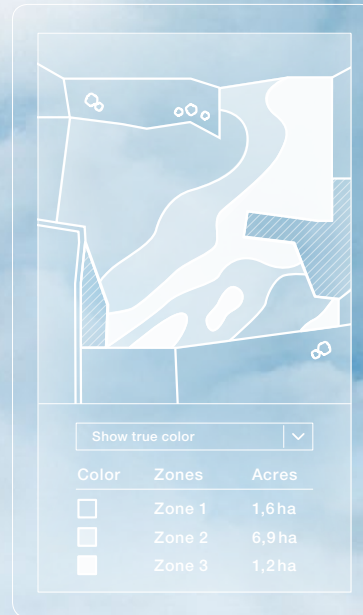 Show true color
Color Zones Acres
Zone 1 1,6 ha
Zone 2 6,9 ha
Zone 3 1,2 ha